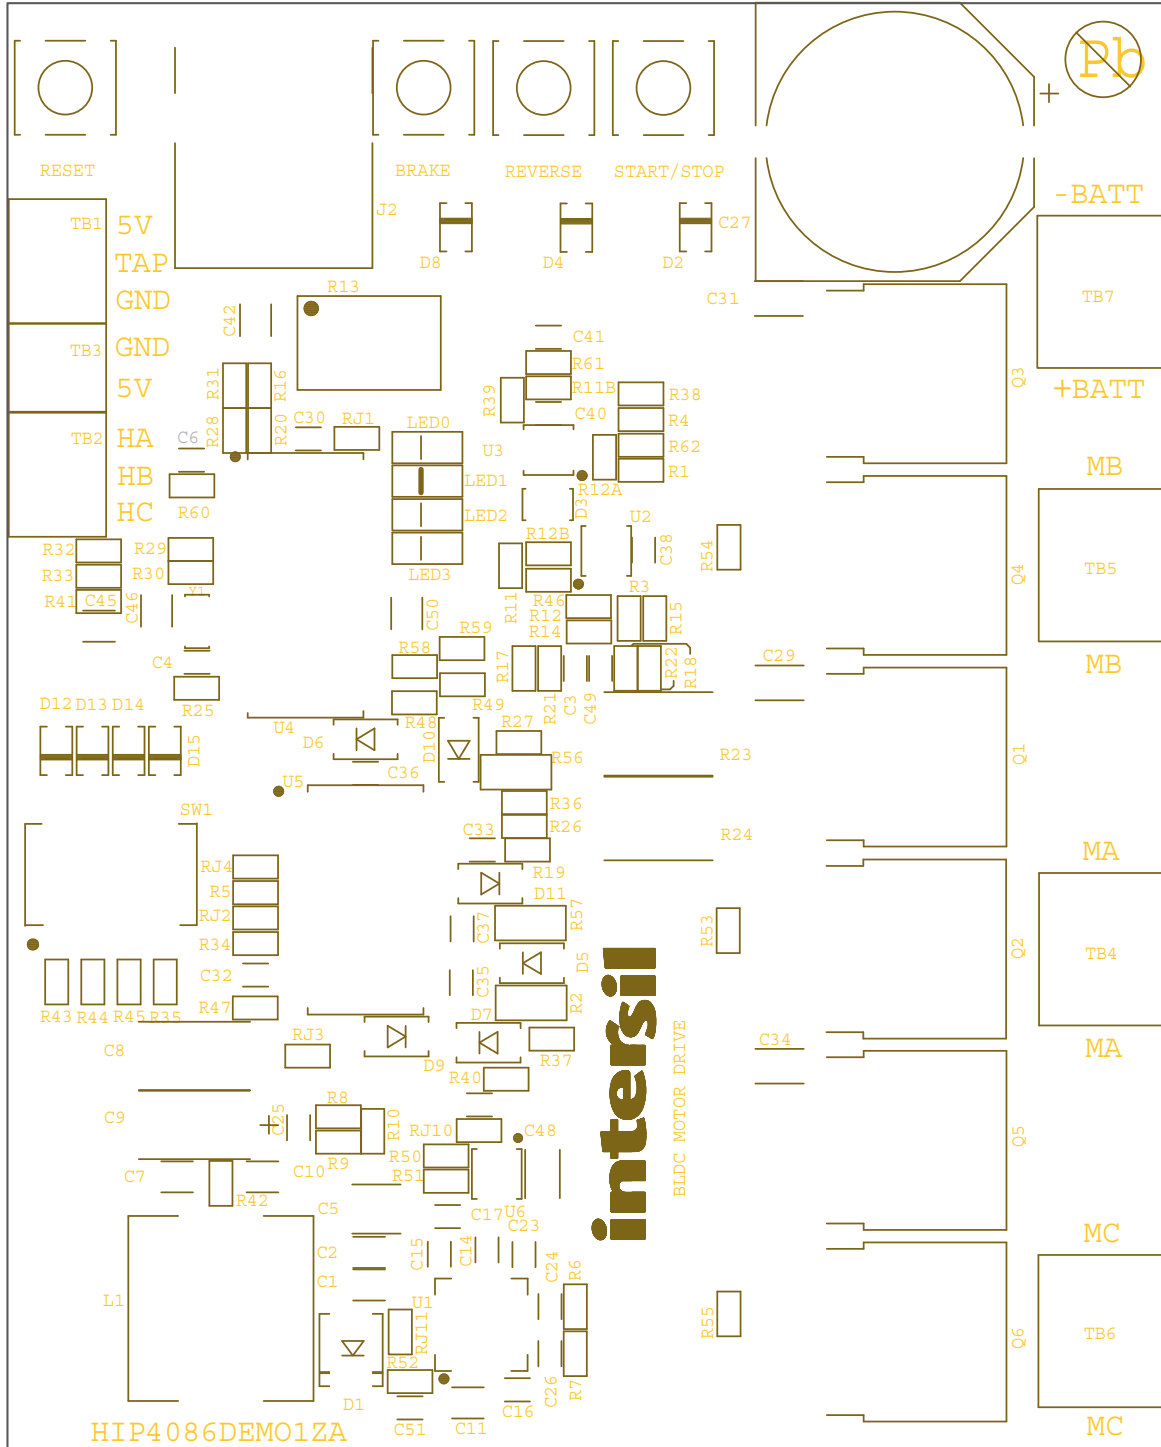 Pb
+
RESET
BRAKE
REVERSE
START/STOP
-BATT
J2
TB1
5V
TAP
GND
D8
D4
D2
C27
C31
TB7
+BATT
R13
C42
TB3
GND
5V
C41
R61
R11B
R39
C40
R38
R4
R62
R1
Q3
R31
R16
R28
R20
C30
RJ1
LED0
LED1
LED2
LED3
U3
R12A
D3
TB2
HA
HB
HC
C6
R60
MB
R32
R33
R41
C45
R29
R30
C46
Y1
C4
R25
R12B
U2
C38
R54
R11
R46
R12
R14
R3
R15
Q4
TB5
C50
R59
R58
R17
R21
C3
C49
R22
R18
C29
MB
D12
D13
D14
D15
U4
D6
R48
R49
D10
R27
R56
C36
U5
R36
R26
R23
R24
Q1
SW1
C33
R19
D11
MA
RJ4
R5
RJ2
R34
C32
R47
C37
R57
D5
C35
R2
R53
Q2
TB4
R43
R44
R45
R35
C8
RJ3
D9
D7
R37
R40
C34
MA
intersil
BLDC MOTOR DRIVE
C9
+
C25
R8
R9
R10
RJ10
C48
R50
R51
U6
C7
R42
C10
C5
C17
C23
Q5
MC
C2
C1
C15
C14
C24
R6
L1
U1
RJ11
R52
D1
R55
Q6
TB6
C51
C11
C16
C26
R7
HIP4086DEMO1ZA
MC